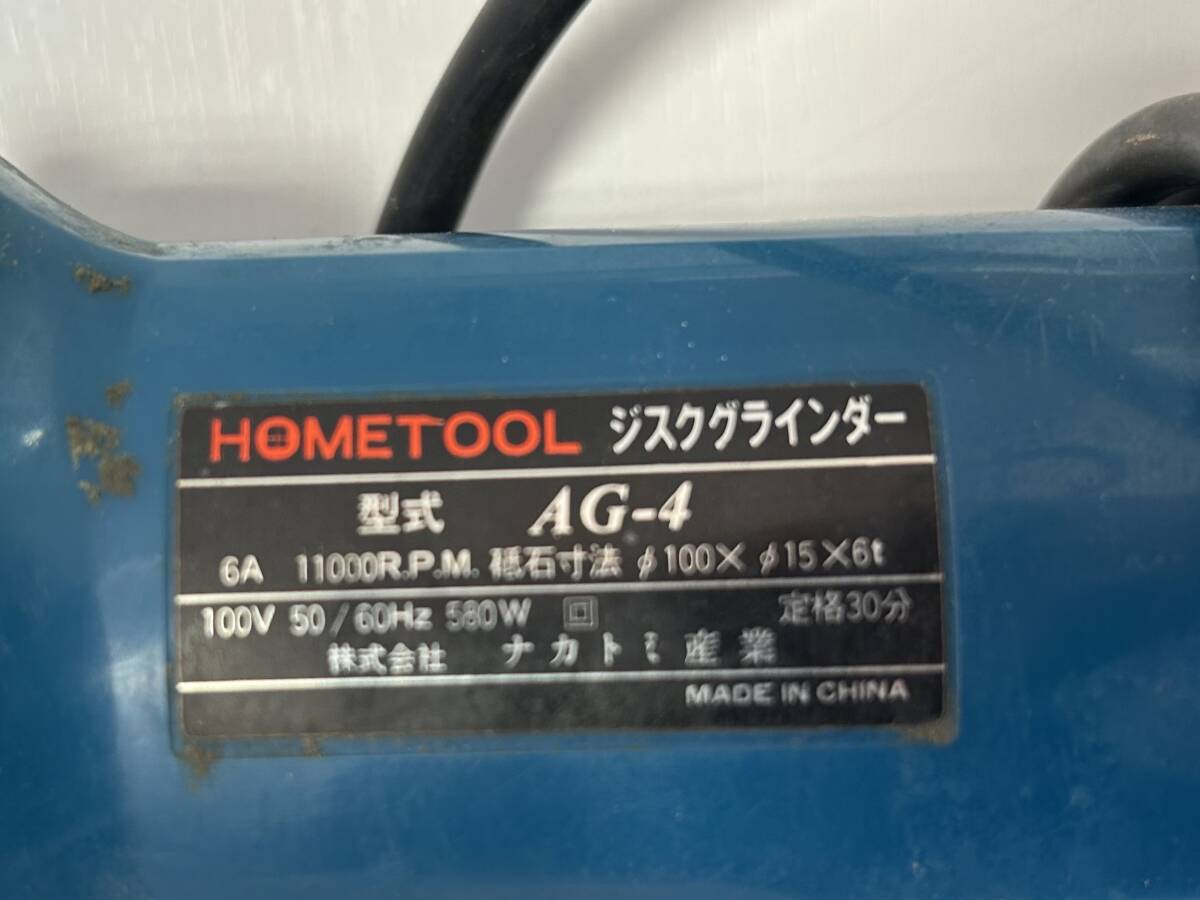 HOMETOOL ジスクグラインダー
型式 AG-4
6A 11000R.P.M. 砥石寸法 φ100×φ15×6t
100V 50/60Hz 580W 回 定格30分
株式会社 ナカトミ産業
MADE IN CHINA